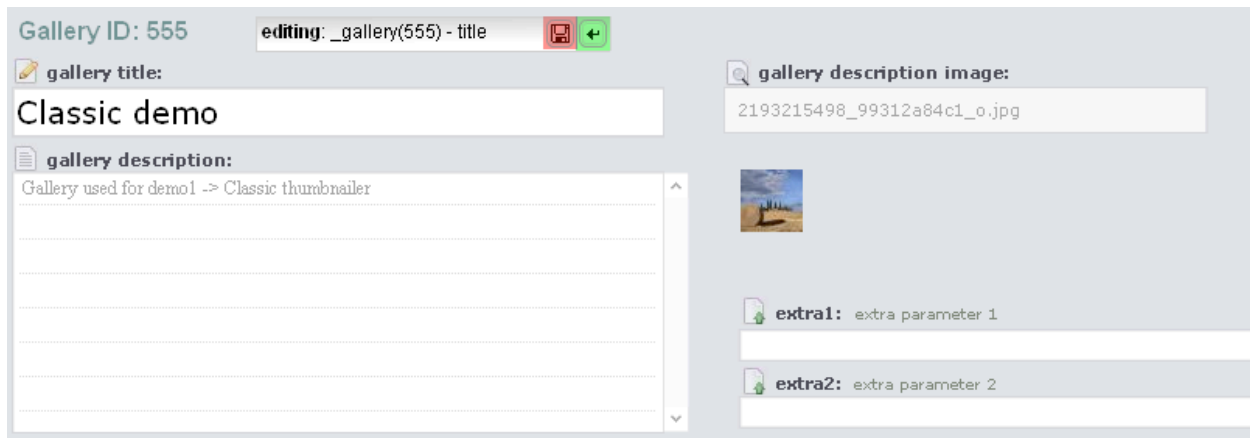 Gallery ID: 555
editing: _gallery(555) - title
gallery title:
Classic demo
gallery description:
Gallery used for demo1 -> Classic thumbnailer
gallery description image:
2193215498_99312a84c1_o.jpg
extra1: extra parameter 1
extra2: extra parameter 2